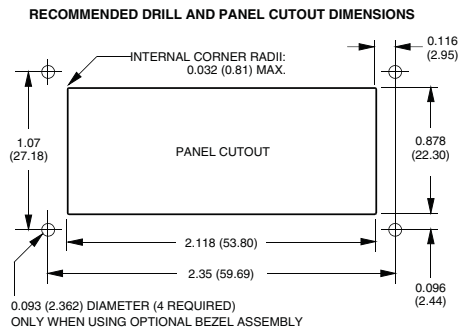 RECOMMENDED DRILL AND PANEL CUTOUT DIMENSIONS
INTERNAL CORNER RADII:
0.032 (0.81) MAX.
0.116
(2.95)
1.07
(27.18)
PANEL CUTOUT
0.878
(22.30)
2.118 (53.80)
2.35 (59.69)
0.096
(2.44)
0.093 (2.362) DIAMETER (4 REQUIRED)
ONLY WHEN USING OPTIONAL BEZEL ASSEMBLY